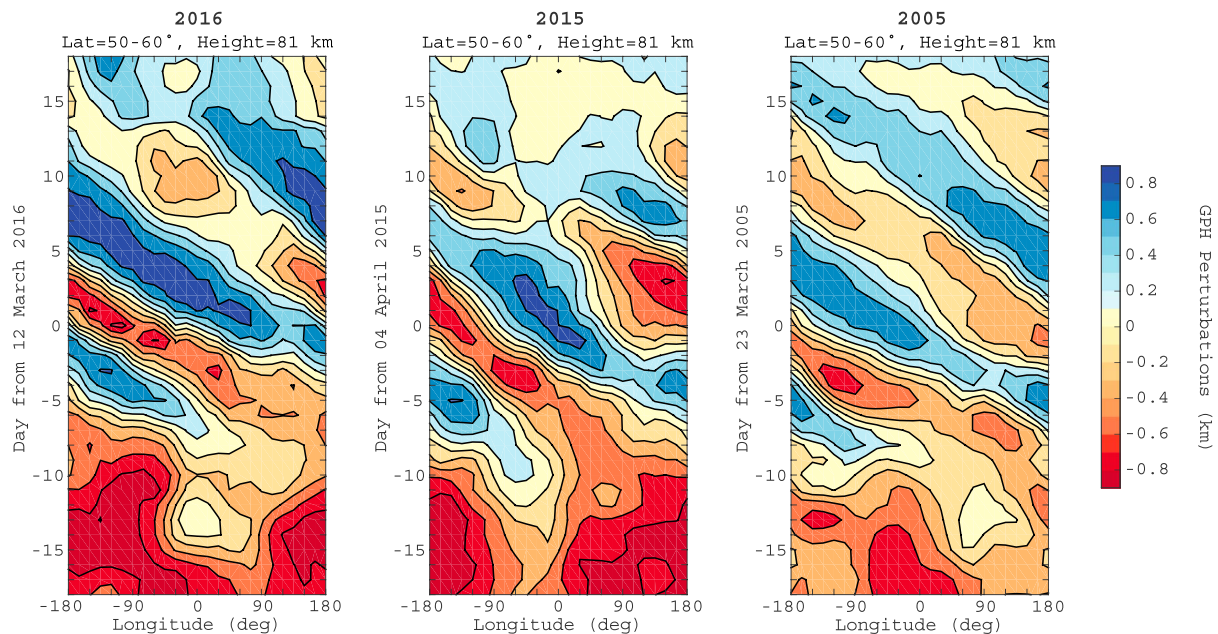 2016
Lat=50-60°, Height=81 km
Day from 12 March 2016
15
10
5
0
-5
-10
-15
-180 -90 0 90 180
Longitude (deg)
2015
Lat=50-60°, Height=81 km
Day from 04 April 2015
15
10
5
0
-5
-10
-15
-180 -90 0 90 180
Longitude (deg)
2005
Lat=50-60°, Height=81 km
Day from 23 March 2005
15
10
5
0
-5
-10
-15
-180 -90 0 90 180
Longitude (deg)
0.8
0.6
0.4
0.2
0
-0.2
-0.4
-0.6
-0.8
GPH Perturbations (km)